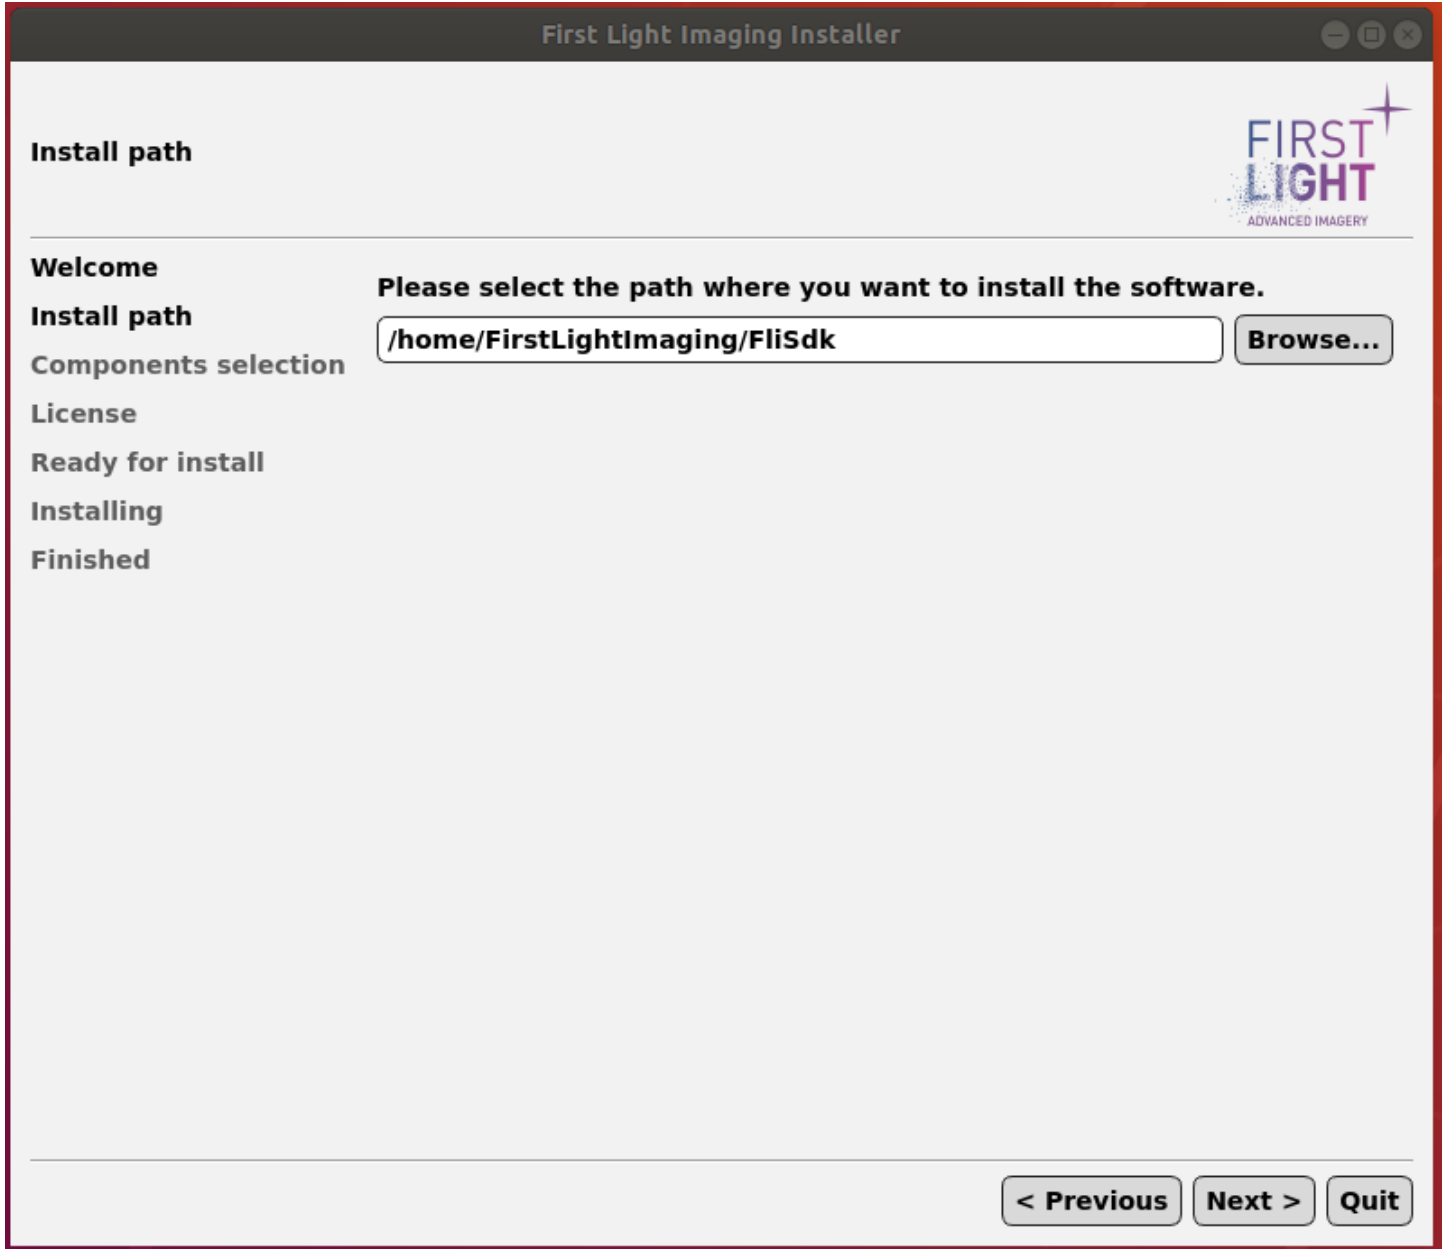 First Light Imaging Installer
Install path
FIRST
LIGHT
ADVANCED IMAGERY
Welcome
Install path
Components selection
License
Ready for install
Installing
Finished
Please select the path where you want to install the software.
/home/FirstLightImaging/FliSdk
Browse...
< Previous
Next >
Quit